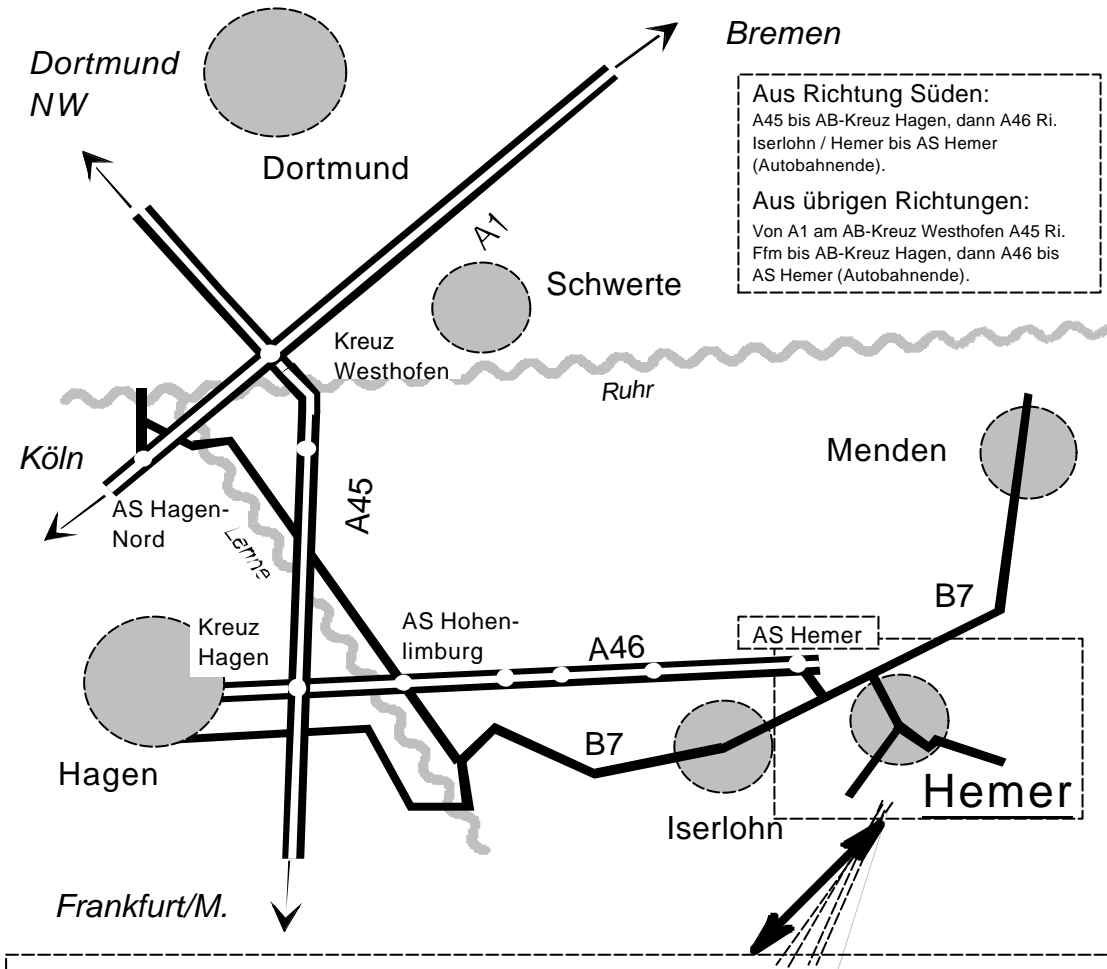 Bremen
Dortmund
NW
Aus Richtung Süden:
A45 bis AB-Kreuz Hagen, dann A46 Ri.
Iserlohn / Hemer bis AS Hemer
(Autobahnende).
Aus übrigen Richtungen:
Von A1 am AB-Kreuz Westhofen A45 Ri.
Ffm bis AB-Kreuz Hagen, dann A46 bis
AS Hemer (Autobahnende).
Dortmund
A1
Schwerte
Kreuz
Westhofen
Ruhr
Köln
Menden
AS Hagen-
Nord
A45
Lenne
B7
Kreuz
Hagen
AS Hohen-
limburg
A46
AS Hemer
B7
Hagen
Hemer
Iserlohn
Frankfurt/M.